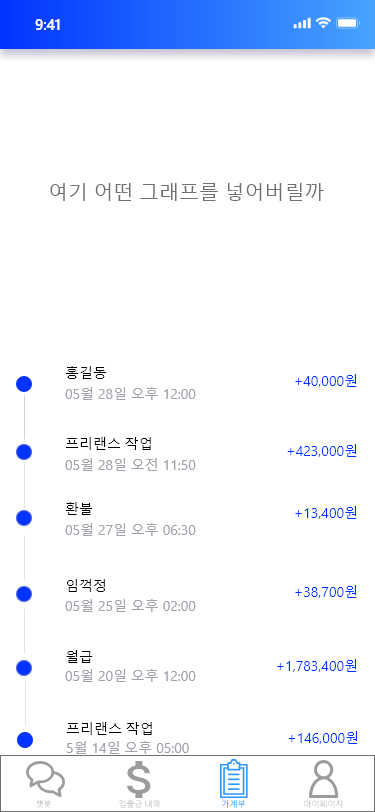 9:41
여기 어떤 그래프를 넣어버릴까
홍길동
+40,000원
05월 28일 오후 12:00
프리랜스 작업
+423,000원
05월 28일 오전 11:50
환불
+13,400원
05월 27일 오후 06:30
임꺽정
+38,700원
05월 25일 오후 02:00
월급
+1,783,400원
05월 20일 오후 12:00
프리랜스 작업
+146,000원
5월 14일 오후 05:00
챗봇
입출금 내역
가계부
마이페이지